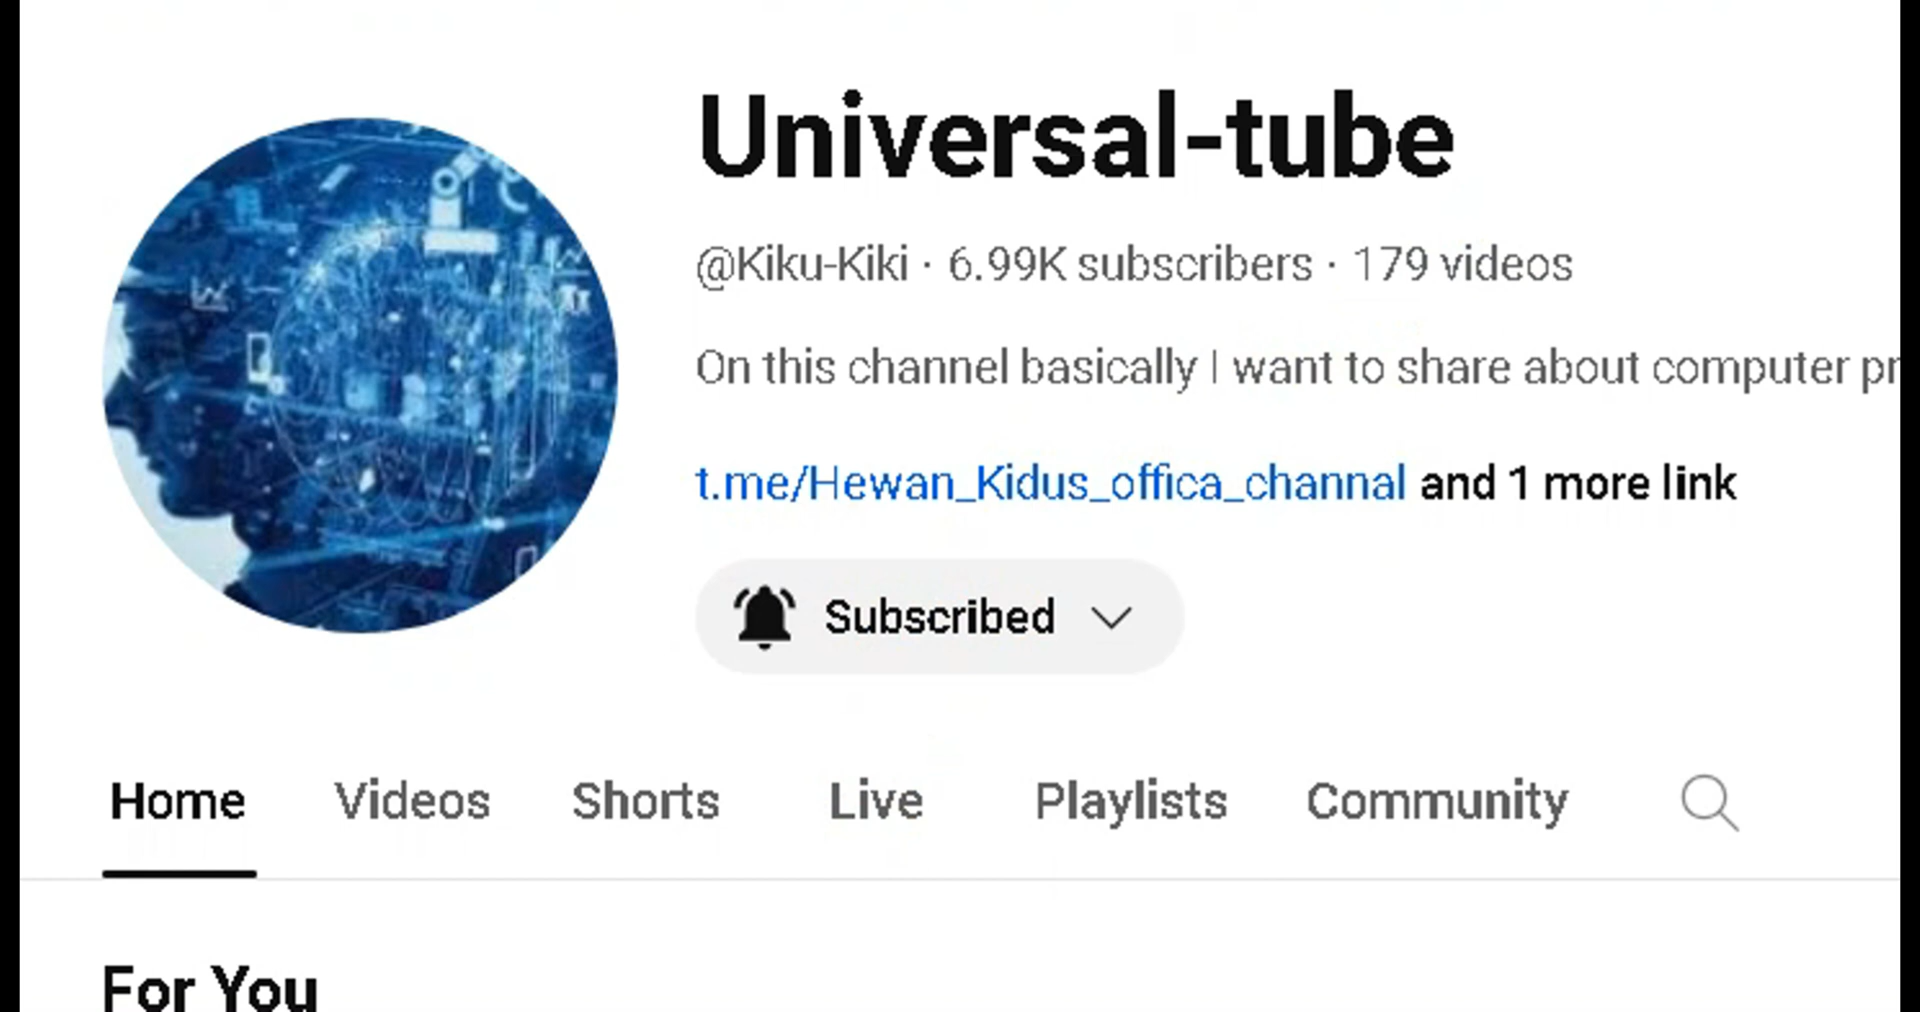 Universal-tube
@Kiku-Kiki · 6.99K subscribers · 179 videos
On this channel basically I want to share about computer pr
t.me/Hewan_Kidus_offica_channal and 1 more link
Subscribed
Home Videos Shorts Live Playlists Community
For You